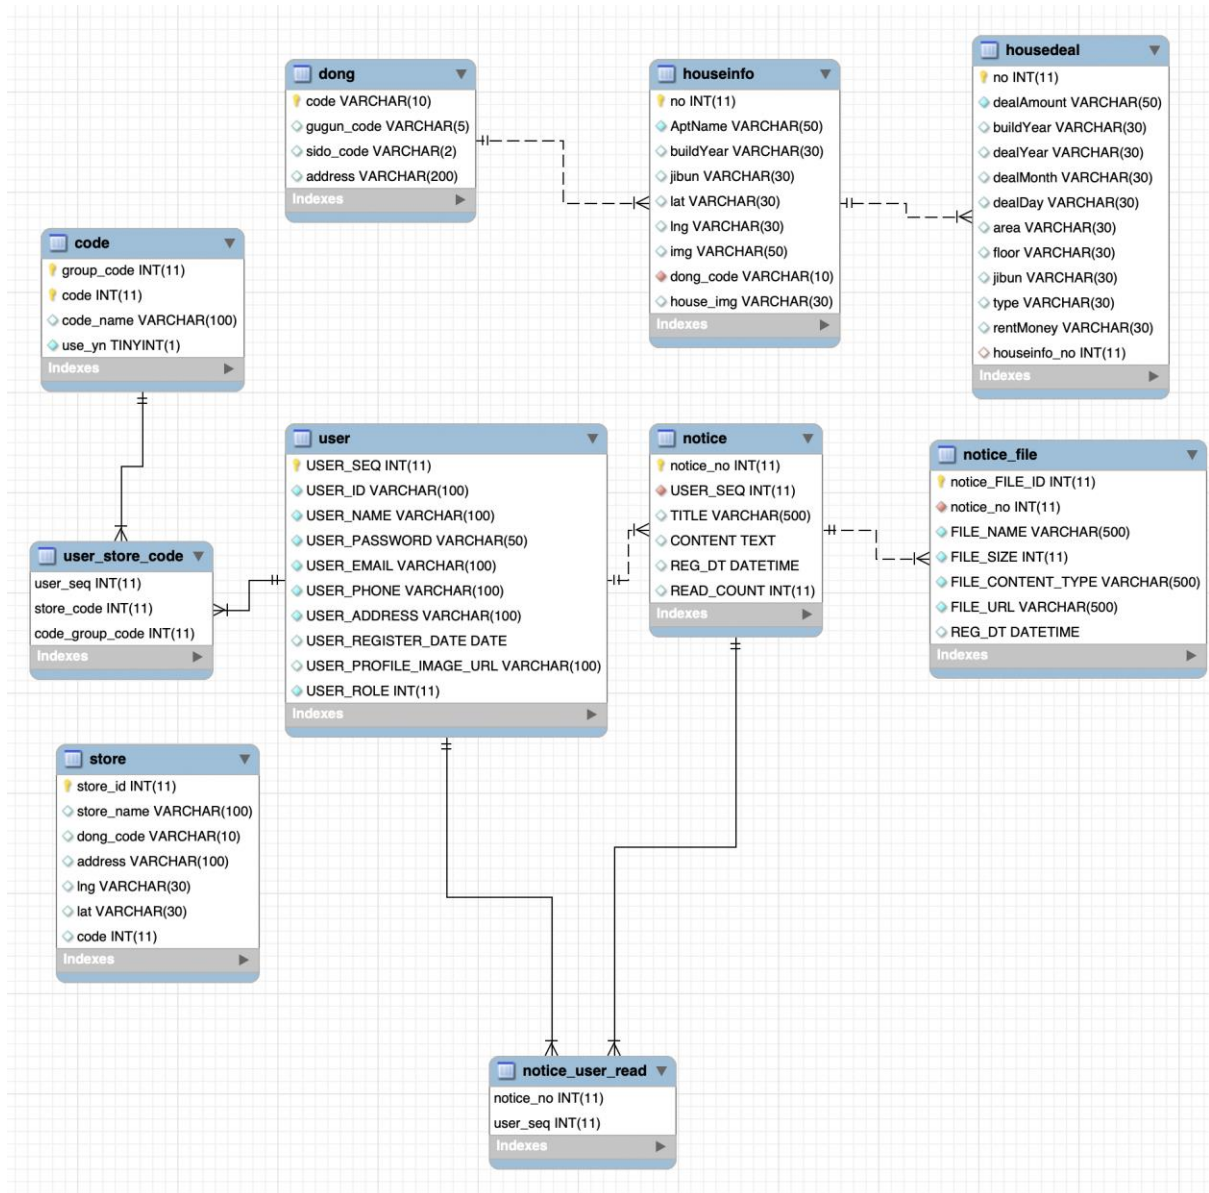 dong
code VARCHAR(10)
gugun_code VARCHAR(5)
sido_code VARCHAR(2)
address VARCHAR(200)
Indexes
houseinfo
no INT(11)
AptName VARCHAR(50)
buildYear VARCHAR(30)
jibun VARCHAR(30)
lat VARCHAR(30)
lng VARCHAR(30)
img VARCHAR(50)
dong_code VARCHAR(10)
house_img VARCHAR(30)
Indexes
housedeal
no INT(11)
dealAmount VARCHAR(50)
buildYear VARCHAR(30)
dealYear VARCHAR(30)
dealMonth VARCHAR(30)
dealDay VARCHAR(30)
area VARCHAR(30)
floor VARCHAR(30)
jibun VARCHAR(30)
type VARCHAR(30)
rentMoney VARCHAR(30)
houseinfo_no INT(11)
Indexes
code
group_code INT(11)
code INT(11)
code_name VARCHAR(100)
use_yn TINYINT(1)
Indexes
user
USER_SEQ INT(11)
USER_ID VARCHAR(100)
USER_NAME VARCHAR(100)
USER_PASSWORD VARCHAR(50)
USER_EMAIL VARCHAR(100)
USER_PHONE VARCHAR(100)
USER_ADDRESS VARCHAR(100)
USER_REGISTER_DATE DATE
USER_PROFILE_IMAGE_URL VARCHAR(100)
USER_ROLE INT(11)
Indexes
notice
notice_no INT(11)
USER_SEQ INT(11)
TITLE VARCHAR(500)
CONTENT TEXT
REG_DT DATETIME
READ_COUNT INT(11)
Indexes
notice_file
notice_FILE_ID INT(11)
notice_no INT(11)
FILE_NAME VARCHAR(500)
FILE_SIZE INT(11)
FILE_CONTENT_TYPE VARCHAR(500)
FILE_URL VARCHAR(500)
REG_DT DATETIME
Indexes
user_store_code
user_seq INT(11)
store_code INT(11)
code_group_code INT(11)
Indexes
store
store_id INT(11)
store_name VARCHAR(100)
dong_code VARCHAR(10)
address VARCHAR(100)
lng VARCHAR(30)
lat VARCHAR(30)
code INT(11)
Indexes
notice_user_read
notice_no INT(11)
user_seq INT(11)
Indexes